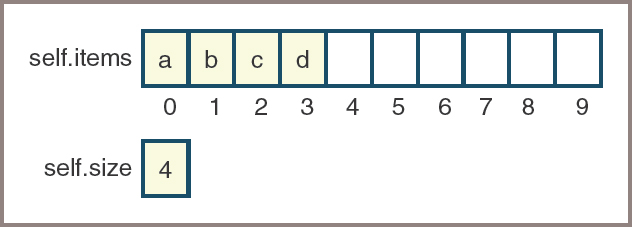 self.items a b c d
0 1 2 3 4 5 6 7 8 9
self.size 4